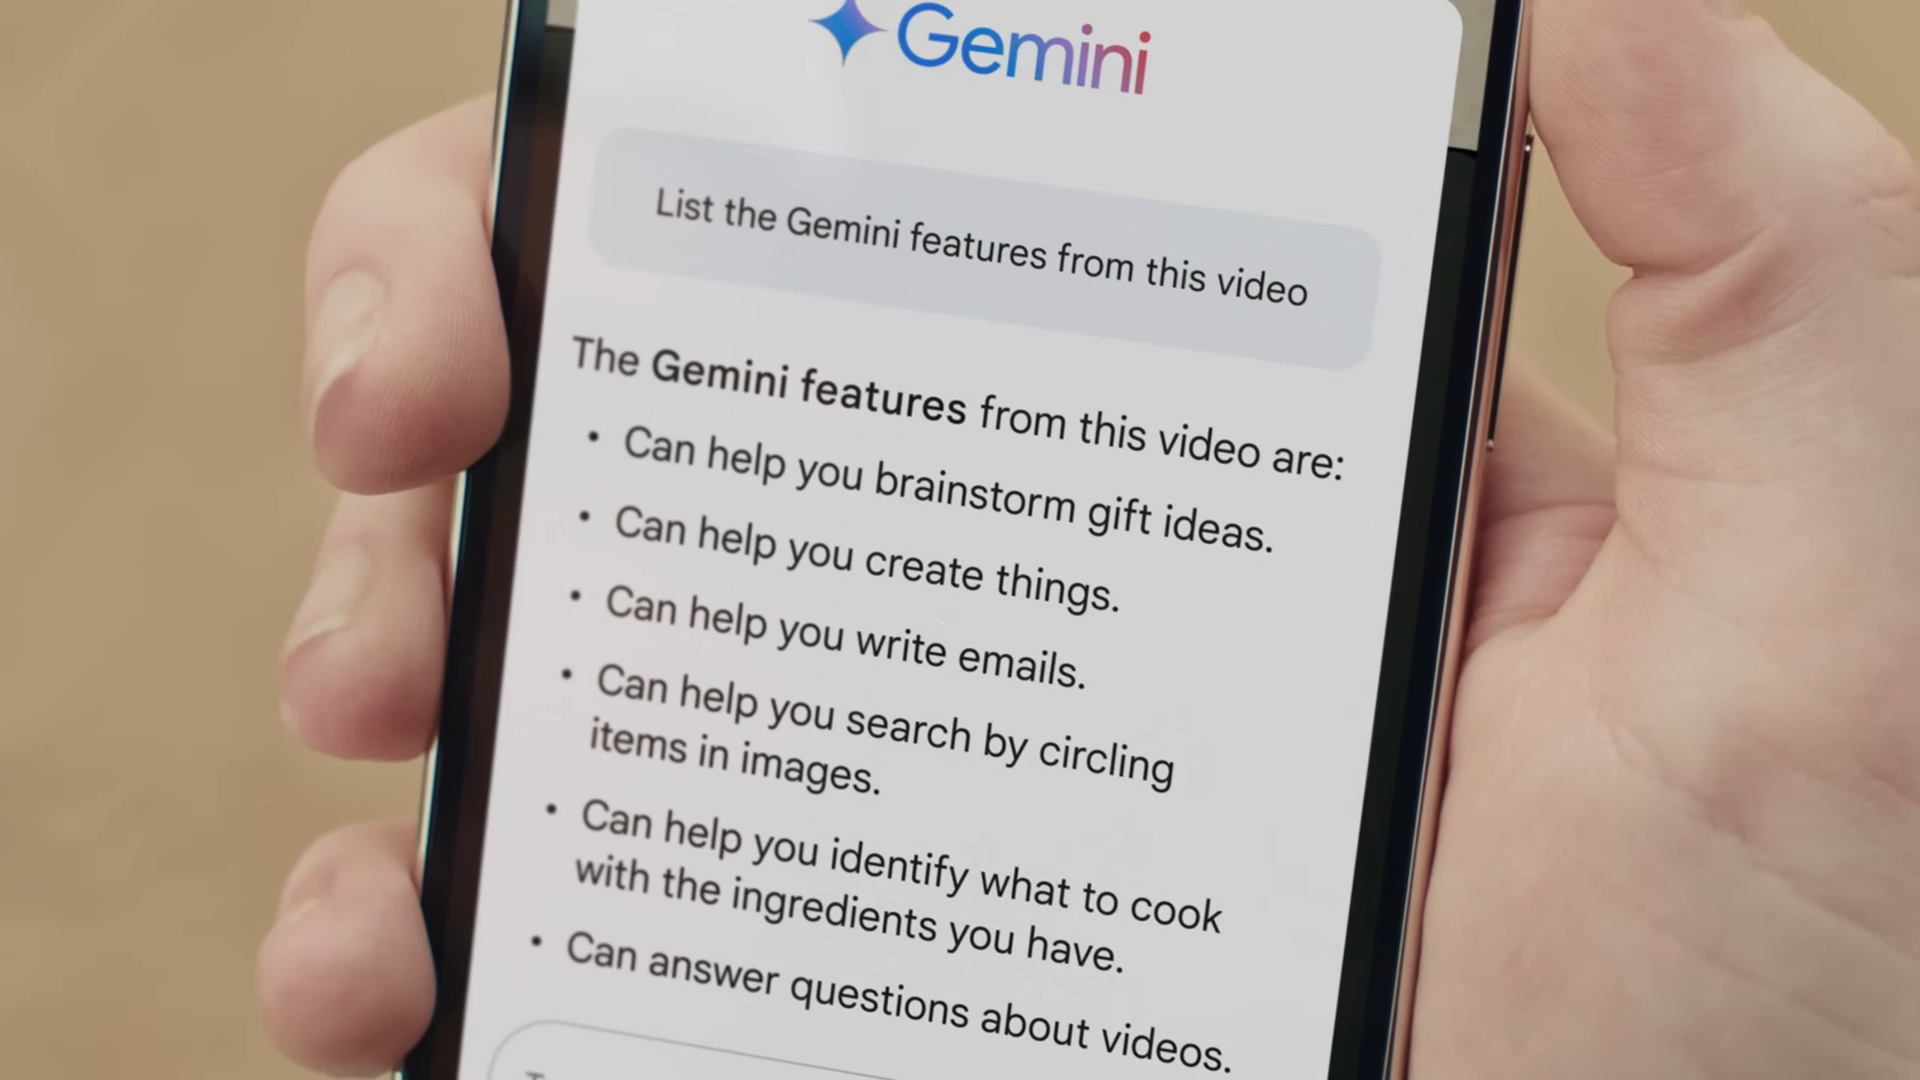 Gemini
List the Gemini features from this video
The Gemini features from this video are:
• Can help you brainstorm gift ideas.
• Can help you create things.
• Can help you write emails.
• Can help you search by circling
items in images.
• Can help you identify what to cook
with the ingredients you have.
• Can answer questions about videos.